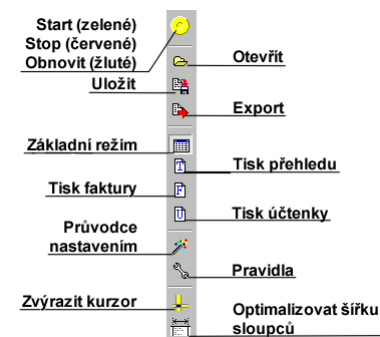 Start (zelené)
Stop (červené)
Obnovit (žluté)
Otevřít
Uložit
Export
Základní režim
Tisk přehledu
Tisk faktury
Tisk účtenky
Průvodce
nastavením
Pravidla
Zvýrazit kurzor
Optimalizovat šířku
sloupců
T
F
U